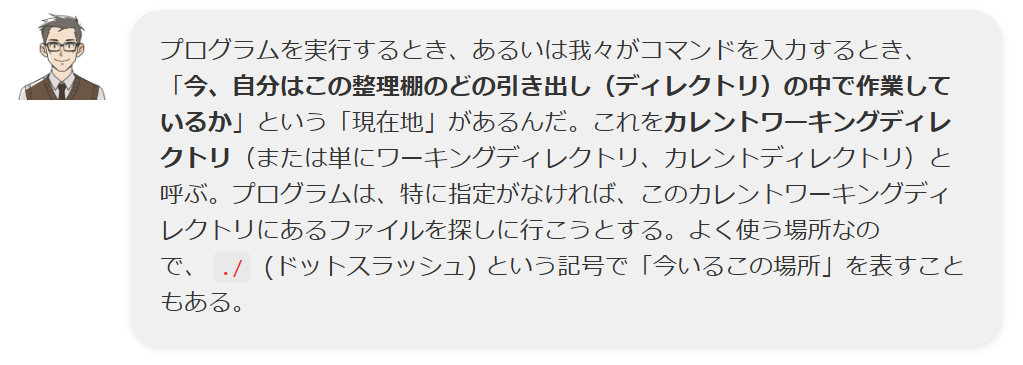 プログラムを実行するとき、あるいは我々がコマンドを入力するとき、
「今、自分はこの整理棚のどの引き出し（ディレクトリ）の中で作業して
いるか」という「現在地」があるんだ。これをカレントワーキングディレ
クトリ（または単にワーキングディレクトリ、カレントディレクトリ）と
呼ぶ。プログラムは、特に指定がなければ、このカレントワーキングディ
レクトリにあるファイルを探しに行こうとする。よく使う場所なの
で、 ./ (ドットスラッシュ) という記号で「今いるこの場所」を表すこと
もある。